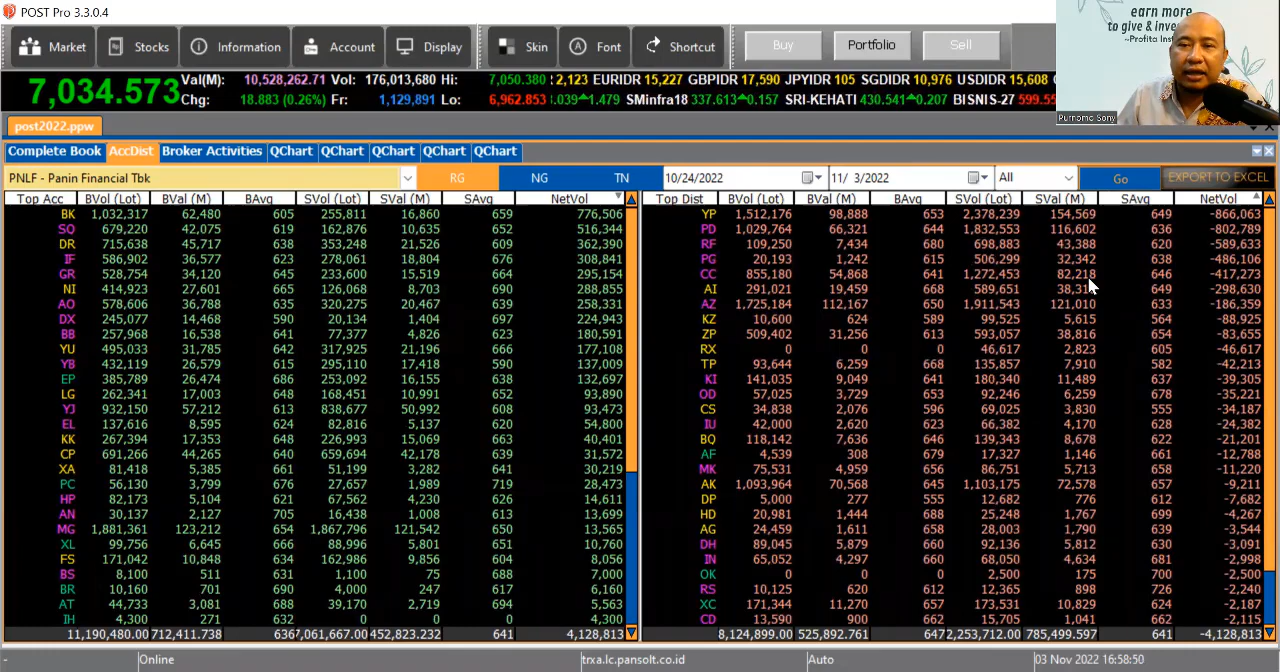 POST Pro 3.3.0.4
earn more
to give & inve
~Profita Inst
Purnomo Sony
Market Stocks Information Account Display Skin Font Shortcut Buy Portfolio Sell
7,034.573 Val(M): 10,528,262.71 Vol: 176,013,680 Hi: 7,050.380 : 2,123 EURIDR 15,227 GBPIDR 17,590 JPYIDR 105 SGDIDR 10,976 USDIDR 15,608
Chg: 18.883 (0.26%) Fr: 1,129,891 Lo: 6,962.853 .039 1.479 SMinfra18 337.613 0.157 SRI-KEHATI 430.541 0.207 BISNIS-27 599.55
post2022.ppw
Complete Book AccDist Broker Activities QChart QChart QChart QChart QChart
PNLF - Panin Financial Tbk RG NG TN 10/24/2022 11/ 3/2022 All Go EXPORT TO EXCEL
Top Acc BVol (Lot) BVal (M) BAvg SVol (Lot) SVal (M) SAvg NetVol Top Dist BVol (Lot) BVal (M) BAvg SVol (Lot) SVal (M) SAvg NetVol
BK 1,032,317 62,480 605 255,811 16,860 659 776,506 YP 1,512,176 98,888 653 2,378,239 154,569 649 -866,063
SQ 679,220 42,075 619 162,876 10,635 652 516,344 PD 1,029,764 66,321 644 1,832,553 116,602 636 -802,789
DR 715,638 45,717 638 353,248 21,526 609 362,390 RF 109,250 7,434 680 698,883 43,388 620 -589,633
IF 586,902 36,577 623 278,061 18,804 676 308,841 PG 20,193 1,242 615 506,299 32,342 638 -486,106
GR 528,754 34,120 645 233,600 15,519 664 295,154 CC 855,180 54,868 641 1,272,453 82,218 646 -417,273
NI 414,923 27,601 665 126,068 8,703 690 288,855 AI 291,021 19,459 668 589,651 38,31 649 -298,630
AO 578,606 36,788 635 320,275 20,467 639 258,331 AZ 1,725,184 112,167 650 1,911,543 121,010 633 -186,359
DX 245,077 14,468 590 20,134 1,404 697 224,943 KZ 10,600 624 589 99,525 5,615 564 -88,925
BB 257,968 16,538 641 77,377 4,826 623 180,591 ZP 509,402 31,256 613 593,057 38,816 654 -83,655
YU 495,033 31,785 642 317,925 21,196 666 177,108 RX 0 0 0 46,617 2,823 605 -46,617
YB 432,119 26,579 615 295,110 17,418 590 137,009 TP 93,644 6,259 668 135,857 7,910 582 -42,213
EP 385,789 26,474 686 253,092 16,155 638 132,697 KI 141,035 9,049 641 180,340 11,489 637 -39,305
LG 262,341 17,003 648 168,451 10,991 652 93,890 OD 57,025 3,729 653 92,246 6,259 678 -35,221
YJ 932,150 57,212 613 838,677 50,992 608 93,473 CS 34,838 2,076 596 69,025 3,830 555 -34,187
EL 137,616 8,595 624 82,816 5,137 620 54,800 IU 42,000 2,620 623 66,382 4,170 628 -24,382
KK 267,394 17,353 648 226,993 15,069 663 40,401 BQ 118,142 7,636 646 139,343 8,678 622 -21,201
CP 691,266 44,265 640 659,694 42,178 639 31,572 AF 4,539 308 679 17,327 1,146 661 -12,788
XA 81,418 5,385 661 51,199 3,282 641 30,219 MK 75,531 4,959 656 86,751 5,713 658 -11,220
PC 56,130 3,799 676 27,657 1,989 719 28,473 AK 1,093,964 70,568 645 1,103,175 72,578 657 -9,211
HP 82,173 5,104 621 67,562 4,230 626 14,611 DP 5,000 277 555 12,682 776 612 -7,682
AN 30,137 2,127 705 16,438 1,008 613 13,699 HD 20,981 1,444 688 25,248 1,767 699 -4,267
MG 1,881,361 123,212 654 1,867,796 121,542 650 13,565 AG 24,459 1,611 658 28,003 1,790 639 -3,544
XL 99,756 6,645 666 88,996 5,801 651 10,760 DH 89,045 5,879 660 92,136 5,812 630 -3,091
FS 171,042 10,848 634 162,986 9,856 604 8,056 IN 65,052 4,297 660 68,050 4,634 681 -2,998
BS 8,100 511 631 1,100 75 688 7,000 OK 0 0 0 2,500 175 700 -2,500
BR 10,160 701 690 4,000 247 617 6,160 RS 10,125 620 612 12,365 898 726 -2,240
AT 44,733 3,081 688 39,170 2,719 694 5,563 XC 171,344 11,270 657 173,531 10,829 624 -2,187
IH 4,300 271 632 0 0 0 4,300 CD 13,590 900 662 15,705 1,041 662 -2,115
11,190,480.00 712,411.738 636 7,061,667.00 452,823.232 641 4,128,813 8,124,899.00 525,892.761 647 2,253,712.00 785,499.597 641 -4,128,813
- Online trxa.lc.pansolt.co.id Auto 03 Nov 2022 16:58:50